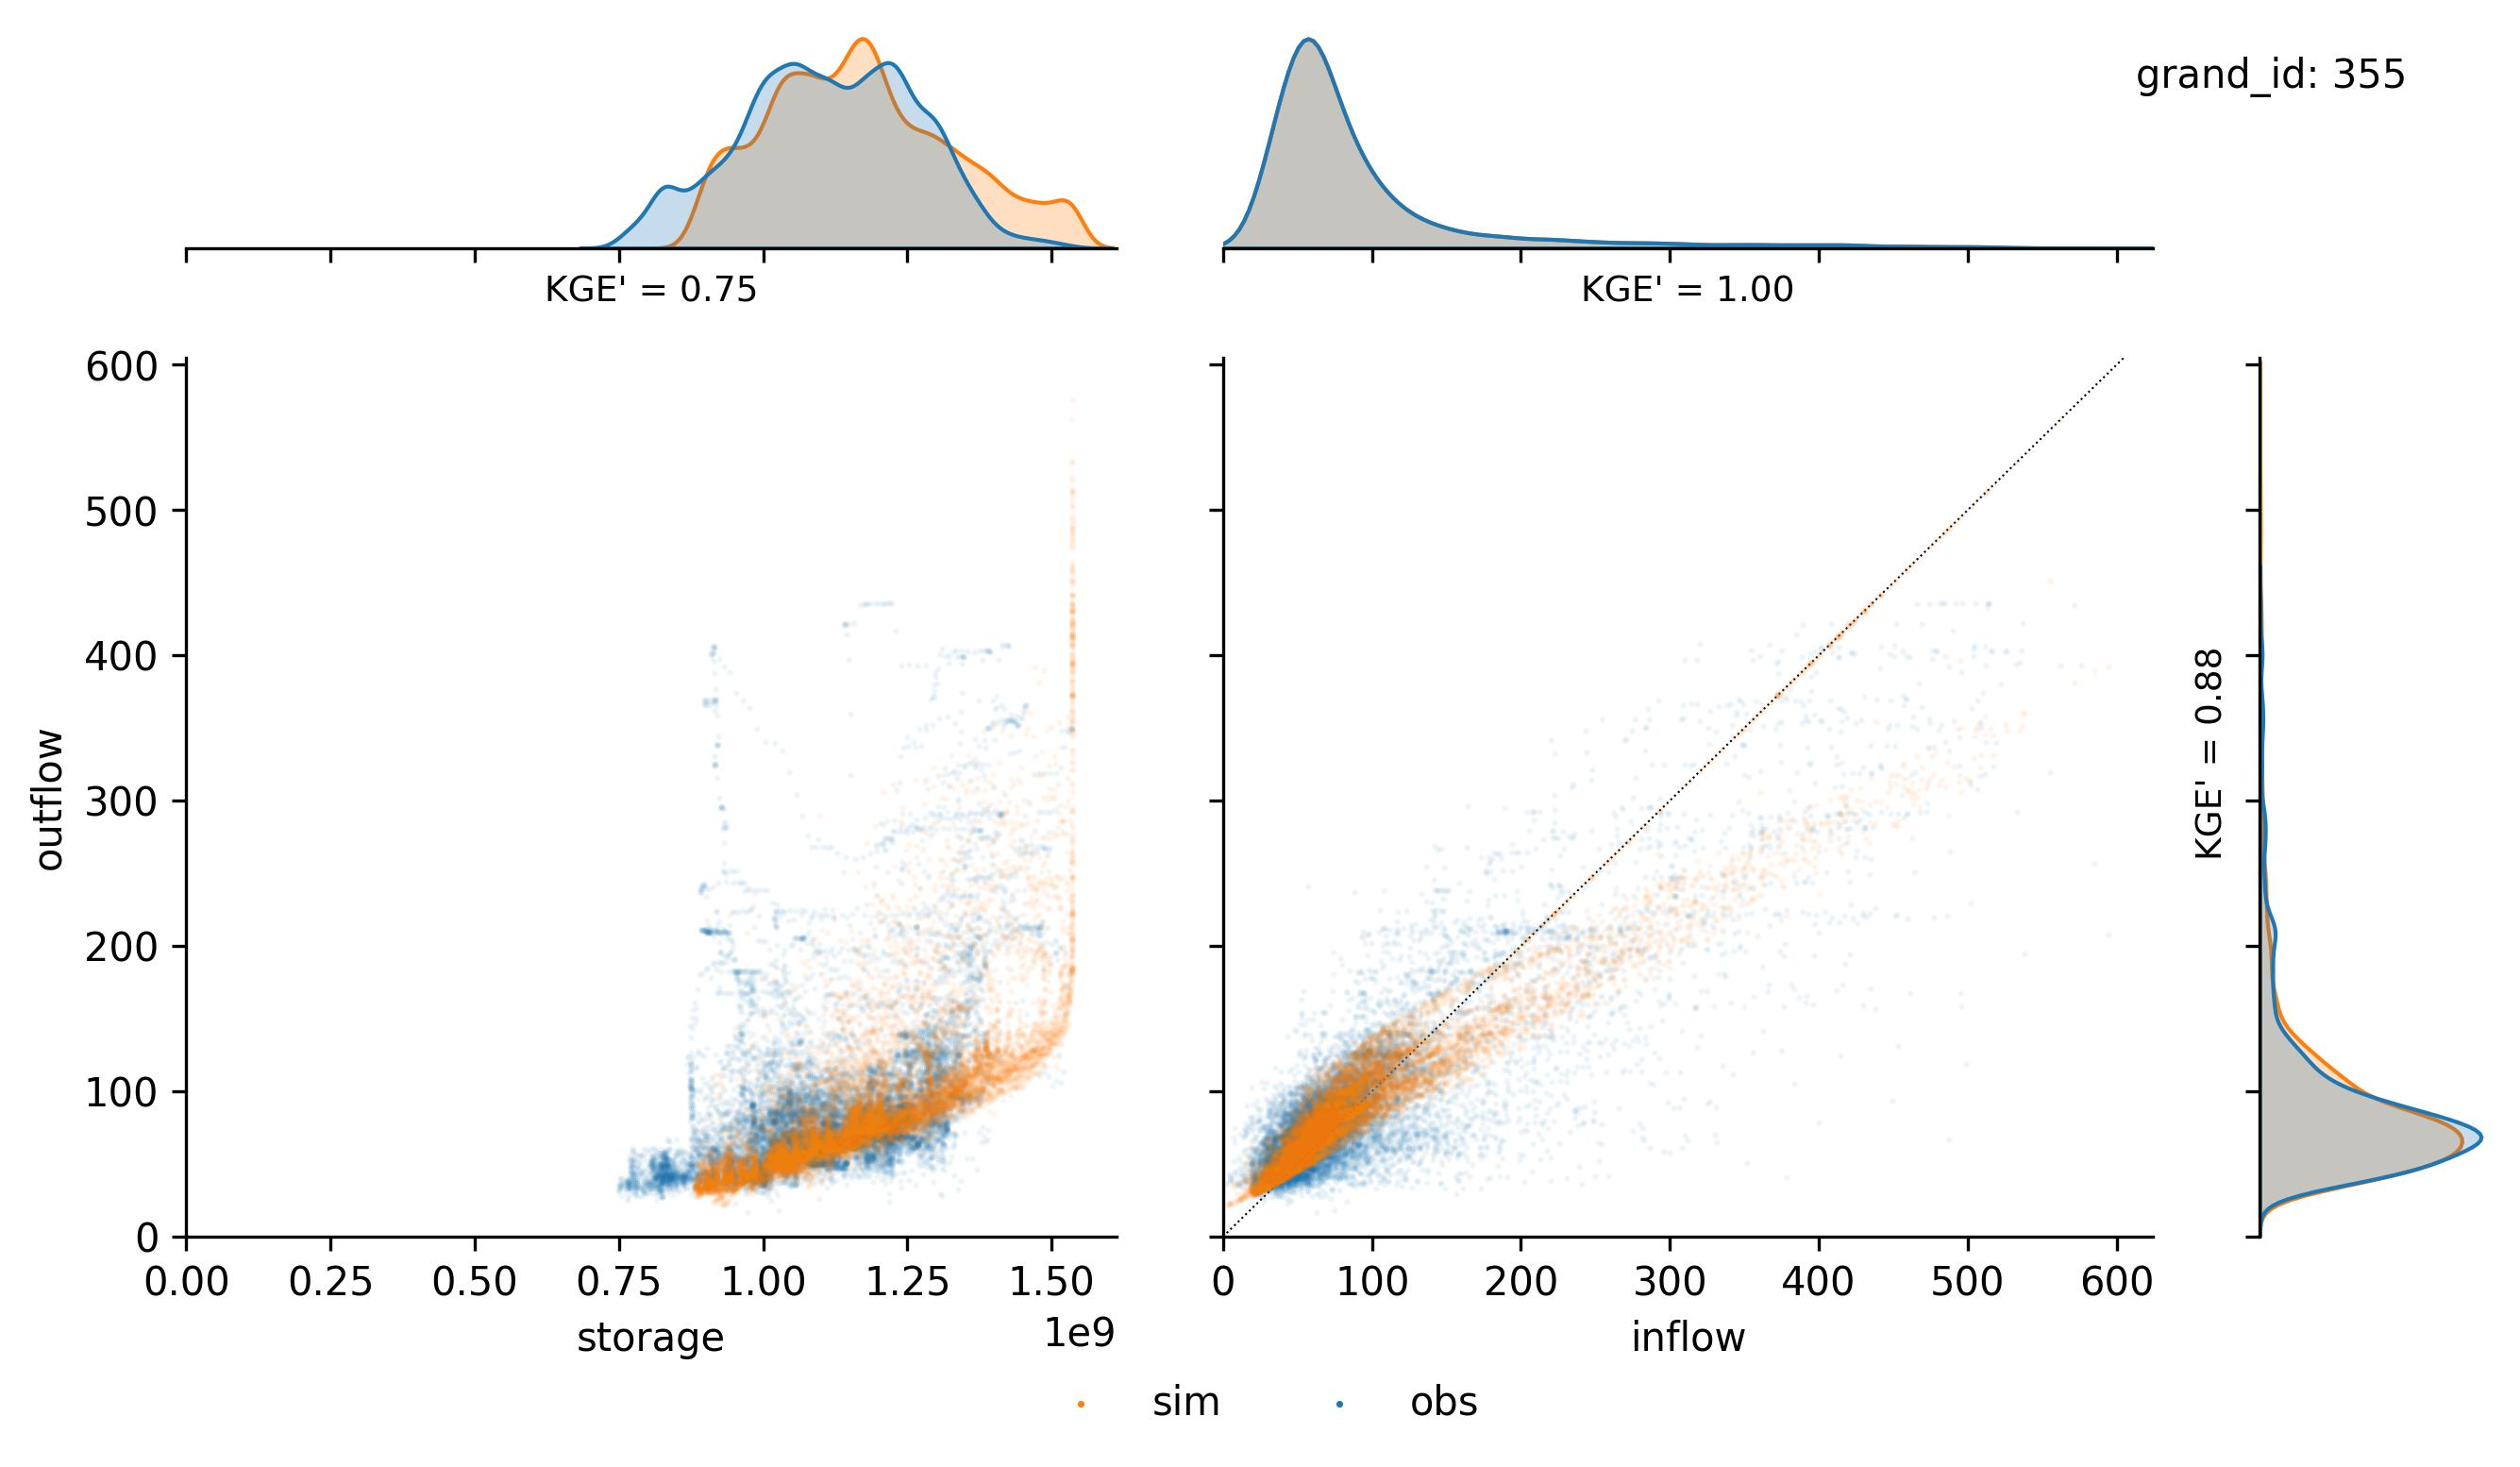 grand_id: 355
KGE' = 0.75
KGE' = 1.00
600
500
400
300
200
100
0
outflow
KGE' = 0.88
0.00 0.25 0.50 0.75 1.00 1.25 1.50
1e9
storage
0 100 200 300 400 500 600
inflow
sim obs